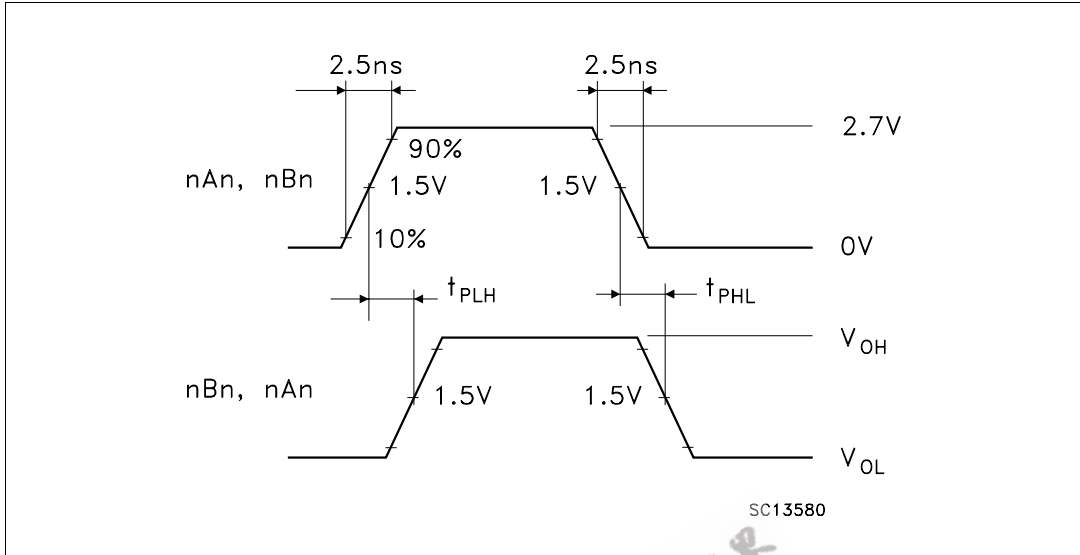 2.5ns 2.5ns
2.7V
90%
nAn, nBn 1.5V 1.5V
10%
0V
tPLH tPHL
VOH
nBn, nAn 1.5V 1.5V
VOL
SC13580